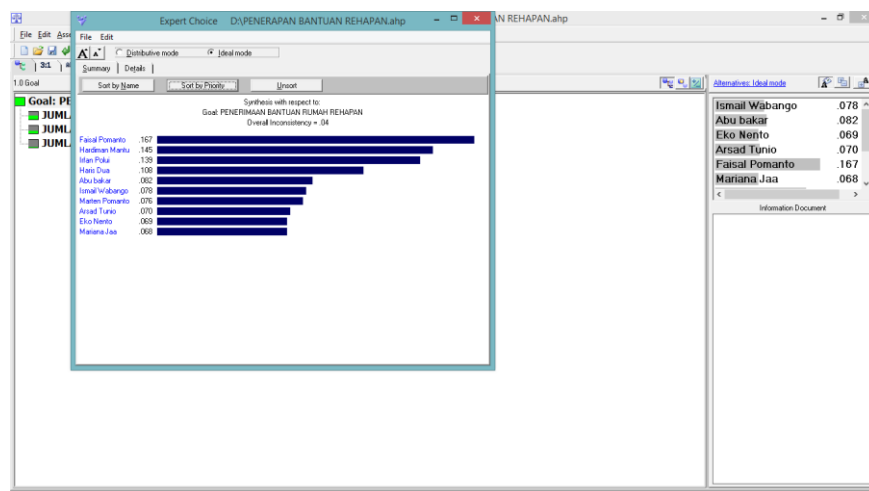 Expert Choice D:\PENERAPAN BANTUAN REHAPAN.ahp
AN REHAPAN.ahp
File Edit Ass
File Edit
Distributive mode Ideal mode
Summary Details
3:1
1.0 Goal
Sort by Name Sort by Priority Unsort
Alternatives: Ideal mode
Goal: PE
JUML
JUML
JUML
Synthesis with respect to:
Goal: PENERIMAAN BANTUAN RUMAH REHAPAN
Overall Inconsistency = .04
Faisal Pomanto .167
Hardiman Mantu .145
Irfan Polui .139
Haris Dua .108
Abu bakar .082
Ismail Wabango .078
Marten Pomanto .076
Arsad Tunio .070
Eko Nento .069
Mariana Jaa .068
Ismail Wabango .078
Abu bakar .082
Eko Nento .069
Arsad Tunio .070
Faisal Pomanto .167
Mariana Jaa .068
Information Document